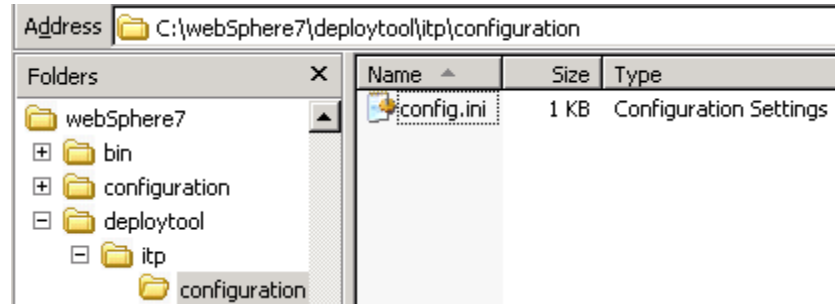 Address C:\webSphere7\deploytool\itp\configuration
Folders x Name Size Type
webSphere7 config.ini 1 KB Configuration Settings
bin
configuration
deploytool
itp
configuration